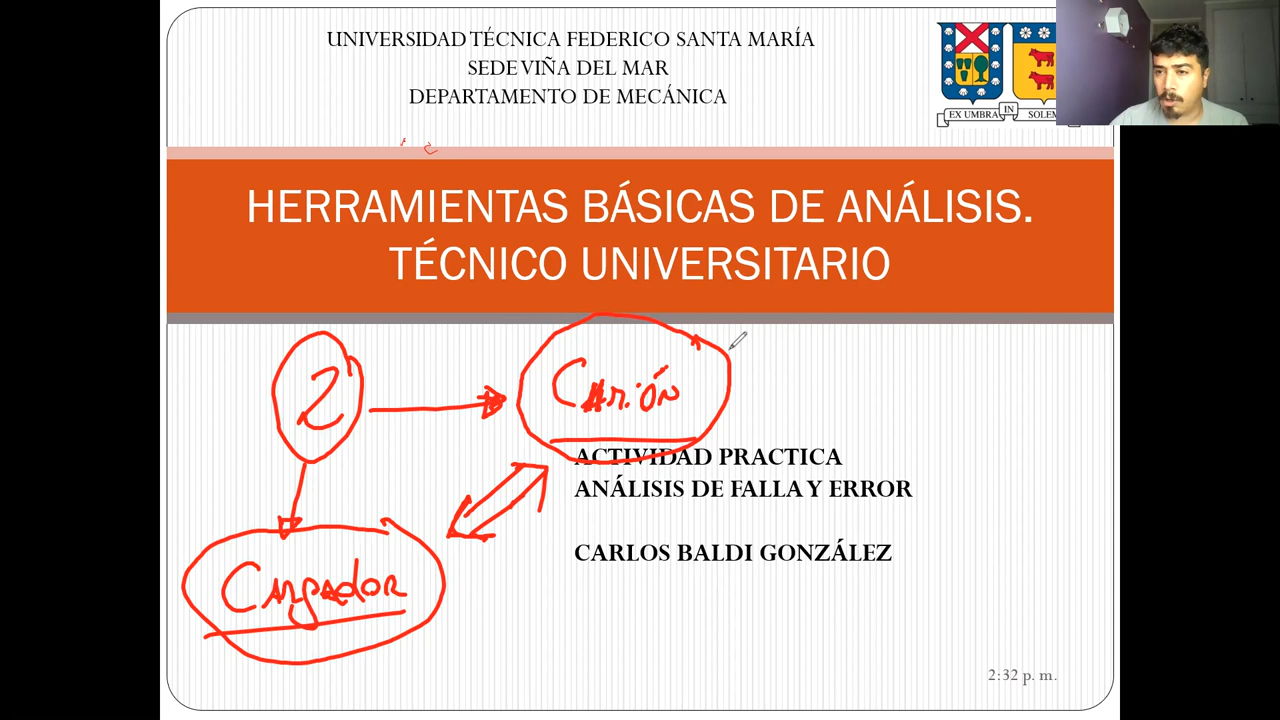 UNIVERSIDAD TÉCNICA FEDERICO SANTA MARÍA
SEDE VIÑA DEL MAR
DEPARTAMENTO DE MECÁNICA
EX UMBRA IN SOLEM
HERRAMIENTAS BÁSICAS DE ANÁLISIS.
TÉCNICO UNIVERSITARIO
2
CAmión
ACTIVIDAD PRACTICA
ANÁLISIS DE FALLA Y ERROR
CARLOS BALDI GONZÁLEZ
CArgador
2:32 p. m.